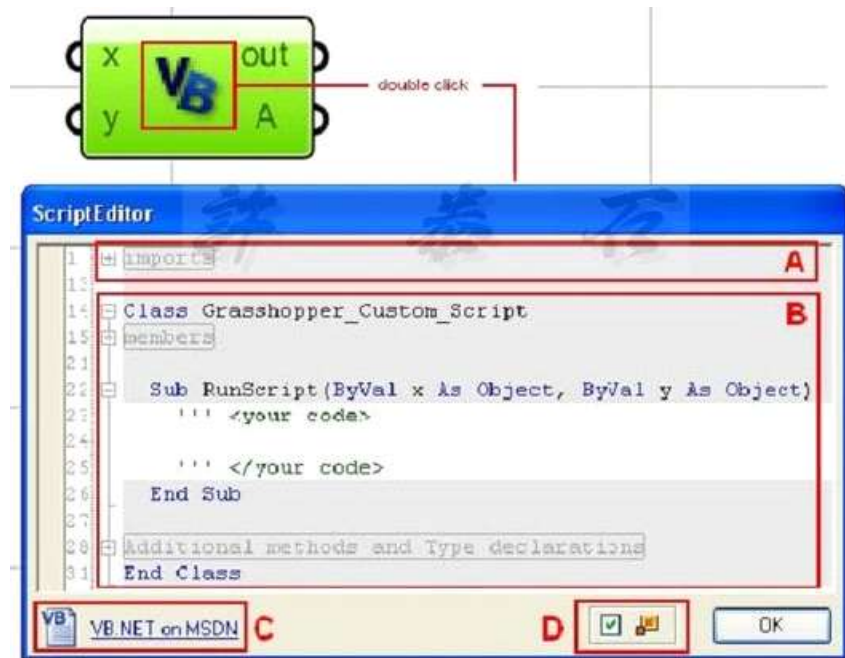 x out
double click
y A
VB
ScriptEditor
1 imports A
13
14 Class Grasshopper_Custom_Script B
15 members
21
22 Sub RunScript(ByVal x As Object, ByVal y As Object)
23 ''' <your code>
24
25 ''' </your code>
26 End Sub
27
28 Additional methods and Type declarations
31 End Class
VB VB.NET on MSDN C D OK